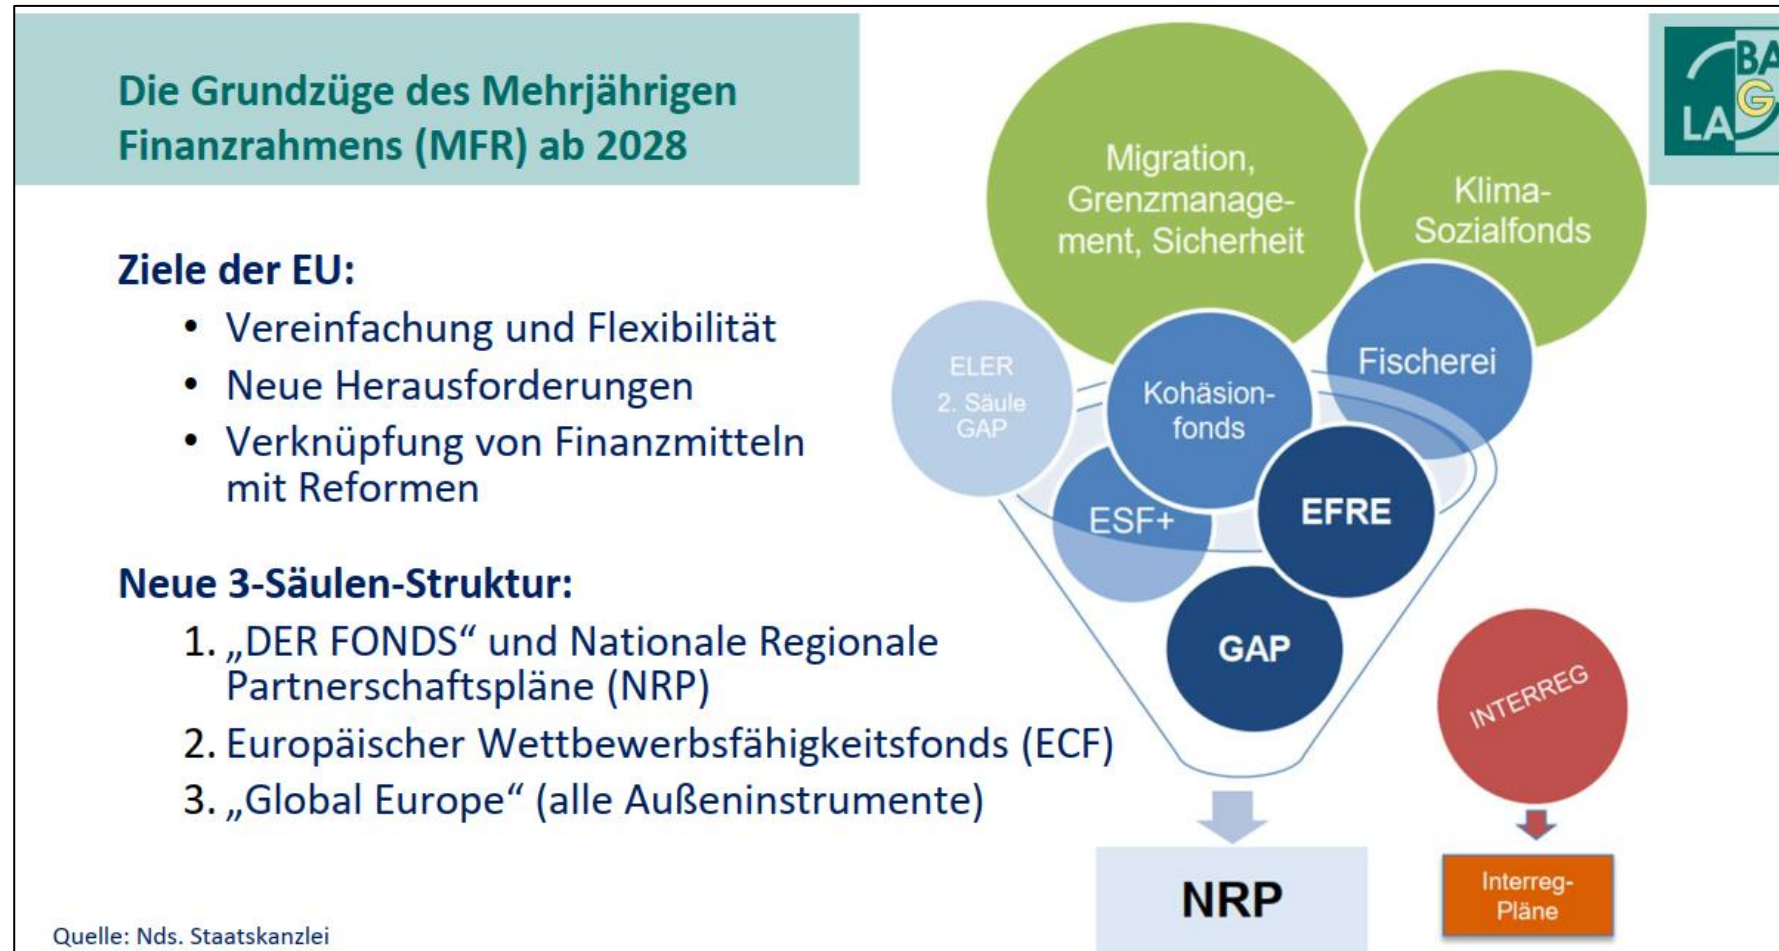 Die Grundzüge des Mehrjährigen
Finanzrahmens (MFR) ab 2028
BA
G
LA
Ziele der EU:
• Vereinfachung und Flexibilität
• Neue Herausforderungen
• Verknüpfung von Finanzmitteln
mit Reformen
Neue 3-Säulen-Struktur:
1. „DER FONDS“ und Nationale Regionale
Partnerschaftspläne (NRP)
2. Europäischer Wettbewerbsfähigkeitsfonds (ECF)
3. „Global Europe“ (alle Außeninstrumente)
Migration,
Grenzmanage-
ment, Sicherheit
Klima-
Sozialfonds
ELER
2. Säule
GAP
Kohäsion-
fonds
Fischerei
ESF+
EFRE
GAP
INTERREG
NRP
Interreg-
Pläne
Quelle: Nds. Staatskanzlei